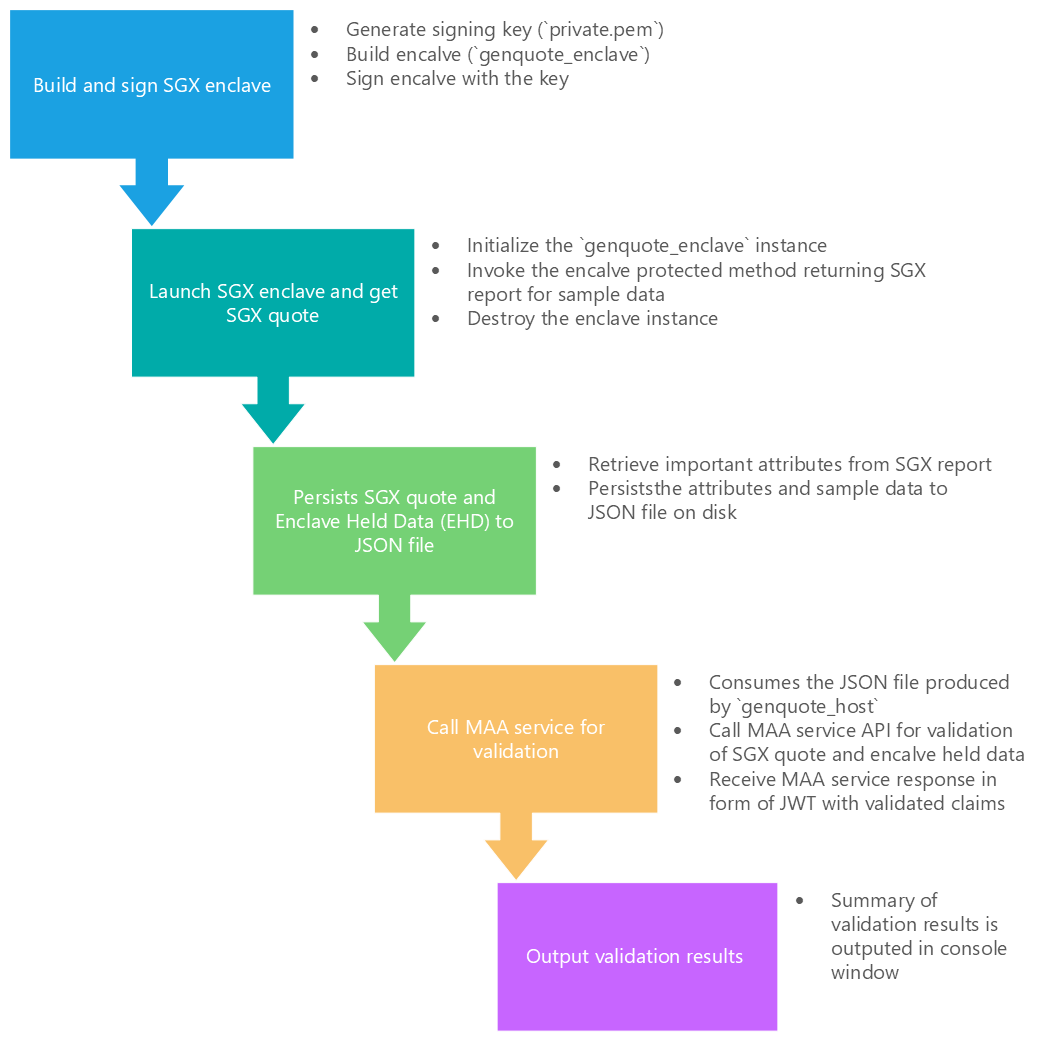 Build and sign SGX enclave
• Generate signing key (`private.pem`)
• Build encalve (`genquote_enclave`)
• Sign encalve with the key
Launch SGX enclave and get
SGX quote
• Initialize the `genquote_enclave` instance
• Invoke the encalve protected method returning SGX
report for sample data
• Destroy the enclave instance
Persists SGX quote and
Enclave Held Data (EHD) to
JSON file
• Retrieve important attributes from SGX report
• Persiststhe attributes and sample data to
JSON file on disk
Call MAA service for
validation
• Consumes the JSON file produced
by `genquote_host`
• Call MAA service API for validation
of SGX quote and encalve held data
• Receive MAA service response in
form of JWT with validated claims
Output validation results
• Summary of
validation results is
outputed in console
window